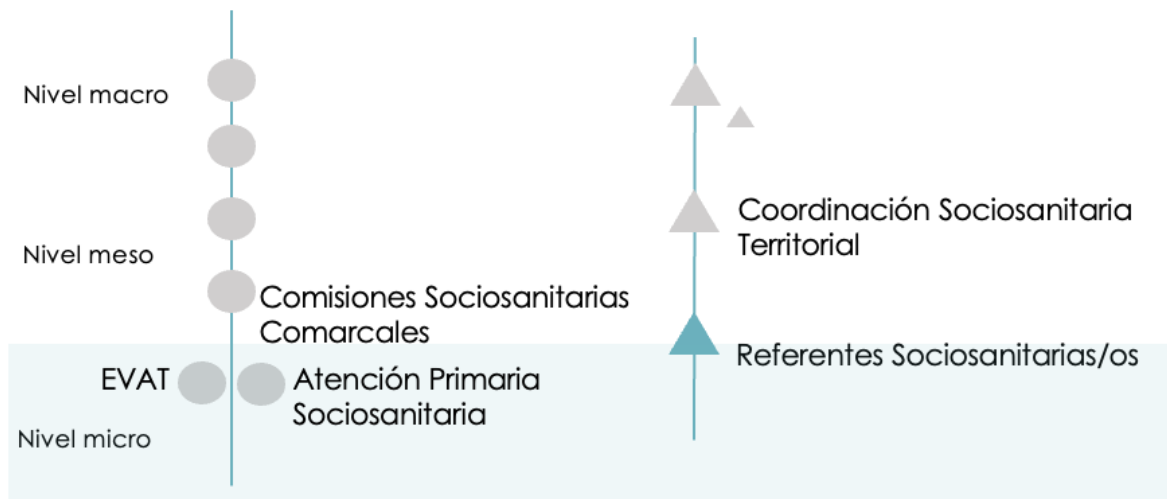 Nivel macro
Coordinación Sociosanitaria
Territorial
Nivel meso
Comisiones Sociosanitarias
Comarcales
Referentes Sociosanitarias/os
EVAT
Atención Primaria
Sociosanitaria
Nivel micro